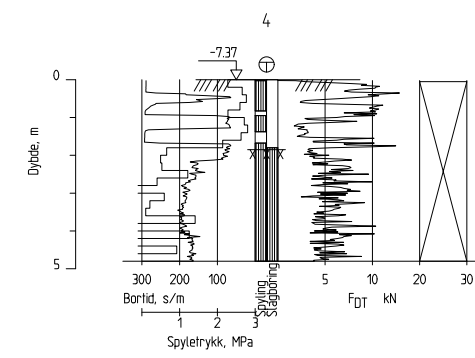 4
-7.37
0
Dybde, m
5
300 200 100 5 10 20 30
Bortid, s/m
Spyling
Slagboring
FDT kN
1 2 3
Spyletrykk, MPa